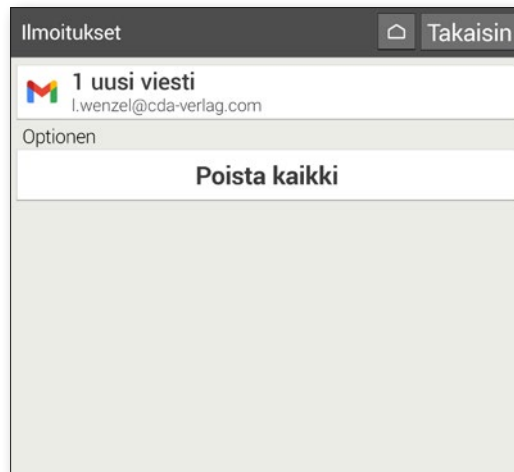 Ilmoitukset
Takaisin
1 uusi viesti
l.wenzel@cda-verlag.com
Optionen
Poista kaikki